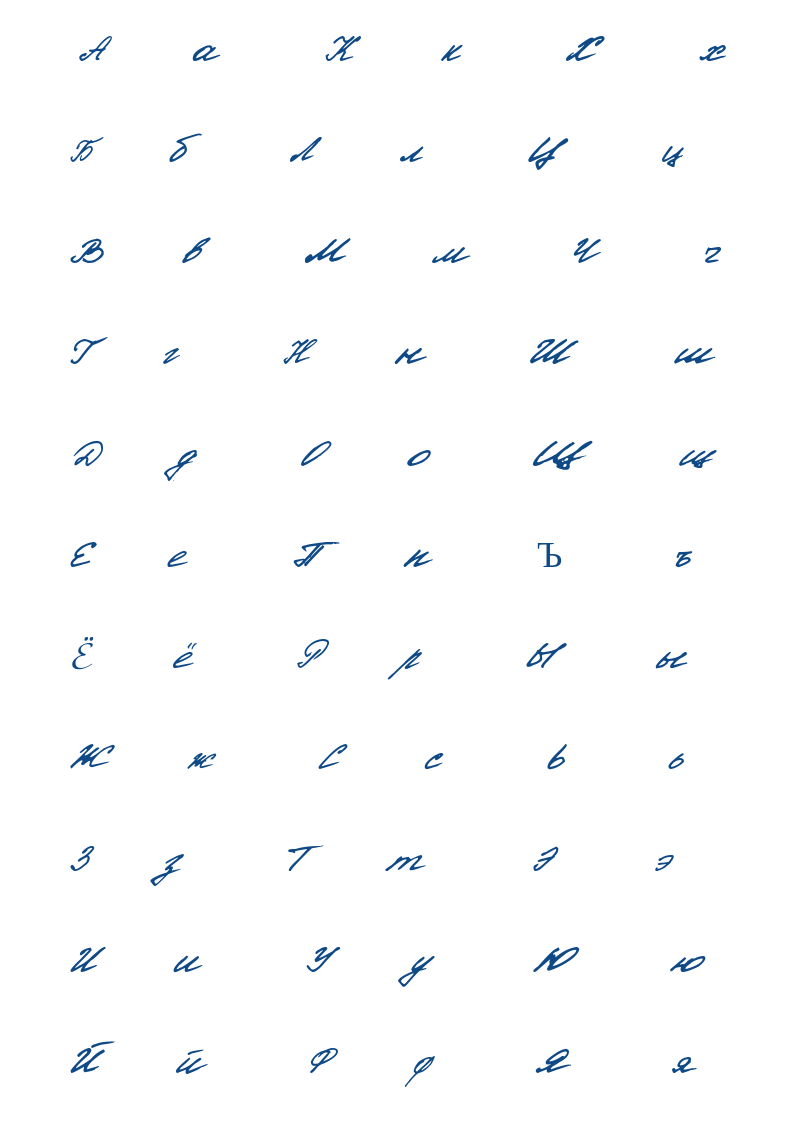 А а К к Х х
Б б Л л Ц ц
В в М м Ч ч
Г г Н н Ш ш
Д д О о Щ щ
Е е П п Ъ ъ
Ё ё Р р Ы ы
Ж ж С с Ь ь
З з Т т Э э
И и У у Ю ю
Й й Ф ф Я я